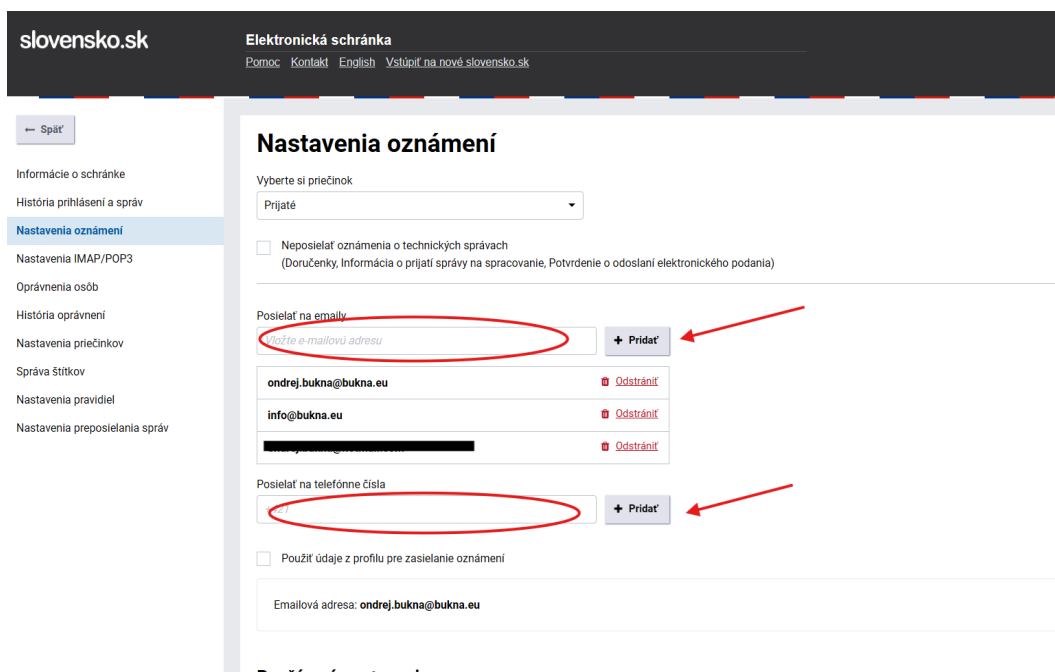 slovensko.sk
Elektronická schránka
Pomoc Kontakt English Vstúpiť na nové slovensko.sk
← Späť
Informácie o schránke
História prihlásení a správ
Nastavenia oznámení
Nastavenia IMAP/POP3
Oprávnenia osôb
História oprávnení
Nastavenia priečinkov
Správa štítkov
Nastavenia pravidiel
Nastavenia preposielania správ
Nastavenia oznámení
Vyberte si priečinok
Prijaté
Neposielať oznámenia o technických správach
(Doručenky, Informácia o prijatí správy na spracovanie, Potvrdenie o odoslaní elektronického podania)
Posielať na emaily
Vložte e-mailovú adresu
+ Pridať
ondrej.bukna@bukna.eu Odstrániť
info@bukna.eu Odstrániť
Odstrániť
Posielať na telefónne čísla
+ Pridať
Použiť údaje z profilu pre zasielanie oznámení
Emailová adresa: ondrej.bukna@bukna.eu